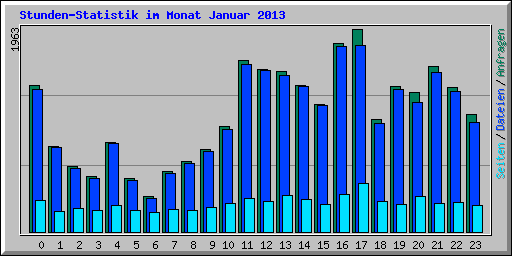 Stunden-Statistik im Monat Januar 2013
1963
Seiten/Dateien/Anfragen
0 1 2 3 4 5 6 7 8 9 10 11 12 13 14 15 16 17 18 19 20 21 22 23